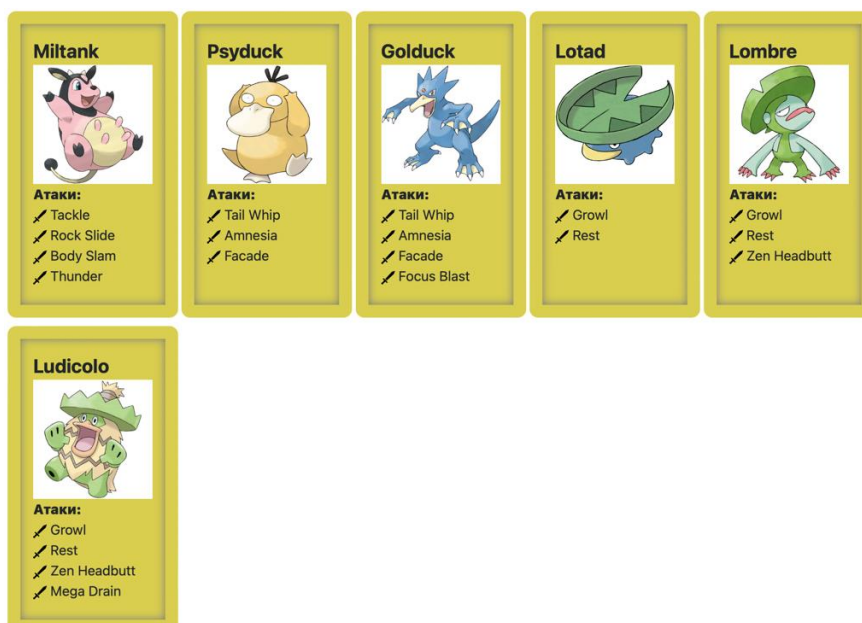 Miltank
Атаки:
Tackle
Rock Slide
Body Slam
Thunder
Psyduck
Атаки:
Tail Whip
Amnesia
Facade
Golduck
Атаки:
Tail Whip
Amnesia
Facade
Focus Blast
Lotad
Атаки:
Growl
Rest
Lombre
Атаки:
Growl
Rest
Zen Headbutt
Ludicolo
Атаки:
Growl
Rest
Zen Headbutt
Mega Drain